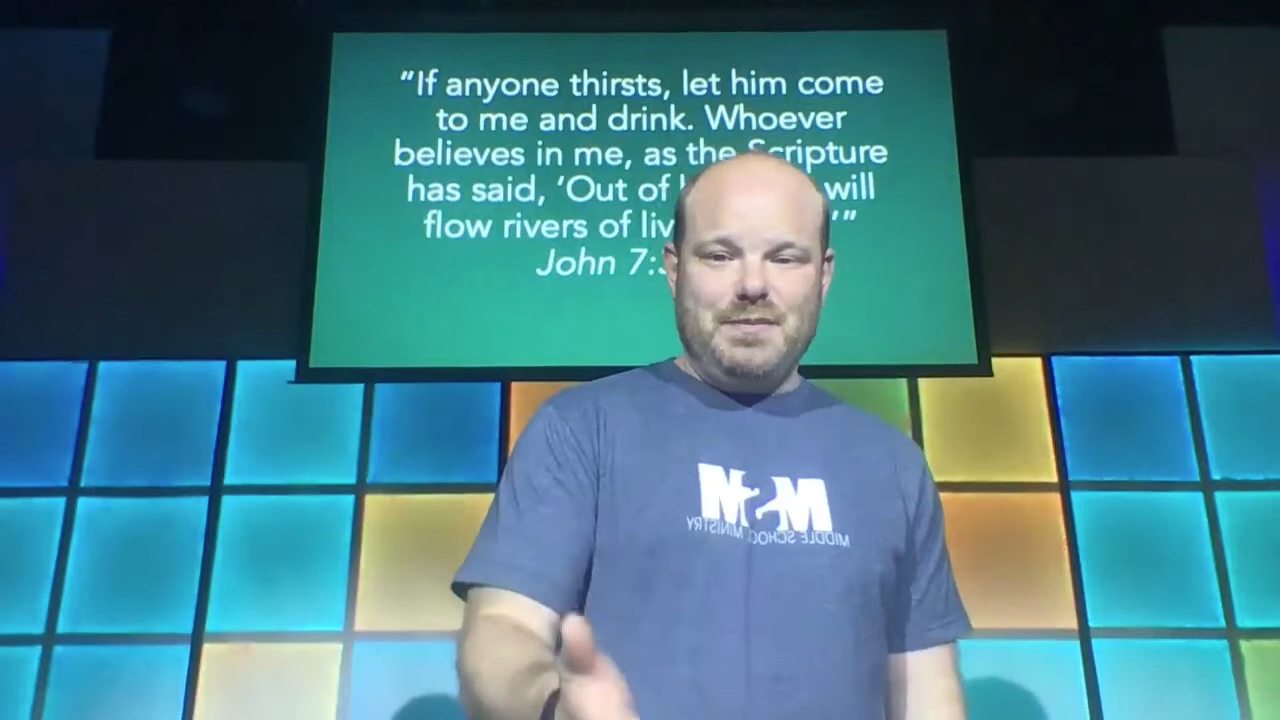 “If anyone thirsts, let him come
to me and drink. Whoever
believes in me, as the Scripture
has said, ‘Out of will
flow rivers of ’”
John
MSM
MIDDLE SCHOOL MINISTRY